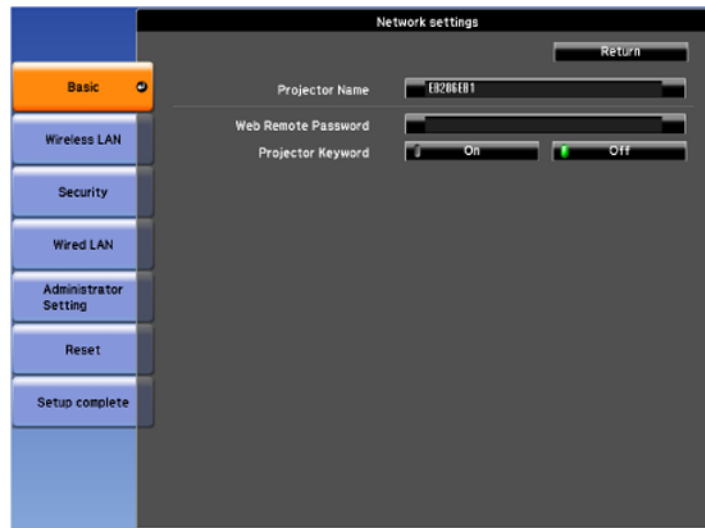 Network settings
Return
Basic
Projector Name
EB286EB1
Wireless LAN
Web Remote Password
Projector Keyword
On
Off
Security
Wired LAN
Administrator
Setting
Reset
Setup complete